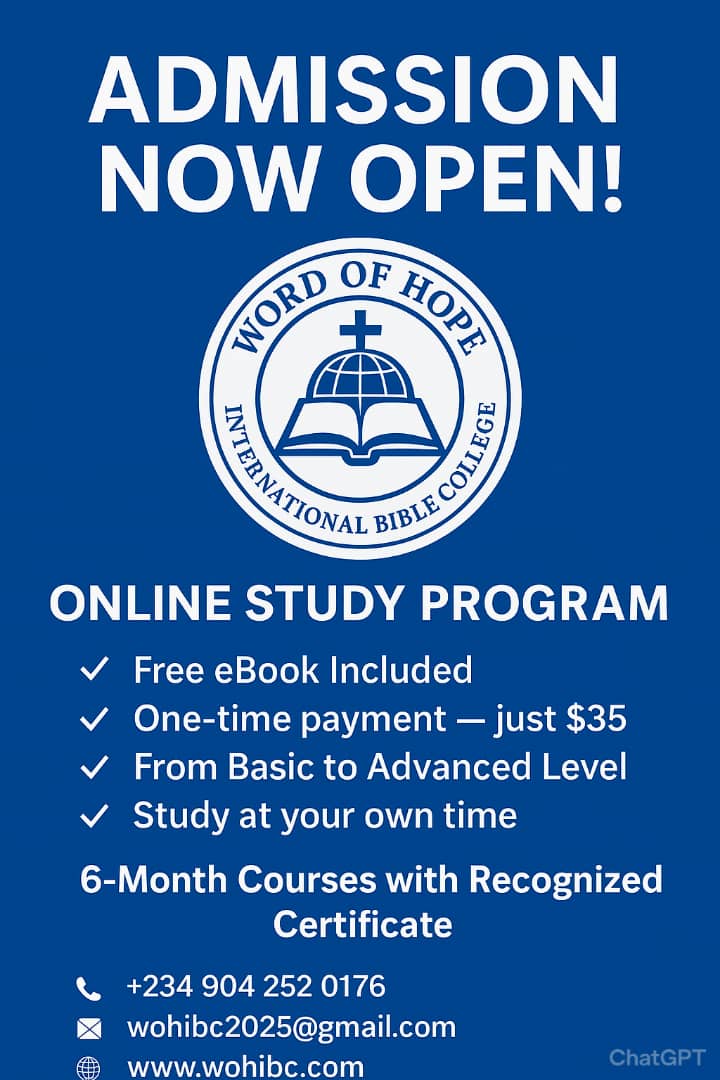 ADMISSION
NOW OPEN!
WORD OF HOPE
INTERNATIONAL BIBLE COLLEGE
ONLINE STUDY PROGRAM
✓ Free eBook Included
✓ One-time payment — just $35
✓ From Basic to Advanced Level
✓ Study at your own time
6-Month Courses with Recognized
Certificate
+234 904 252 0176
wohibc2025@gmail.com
www.wohibc.com
ChatGPT